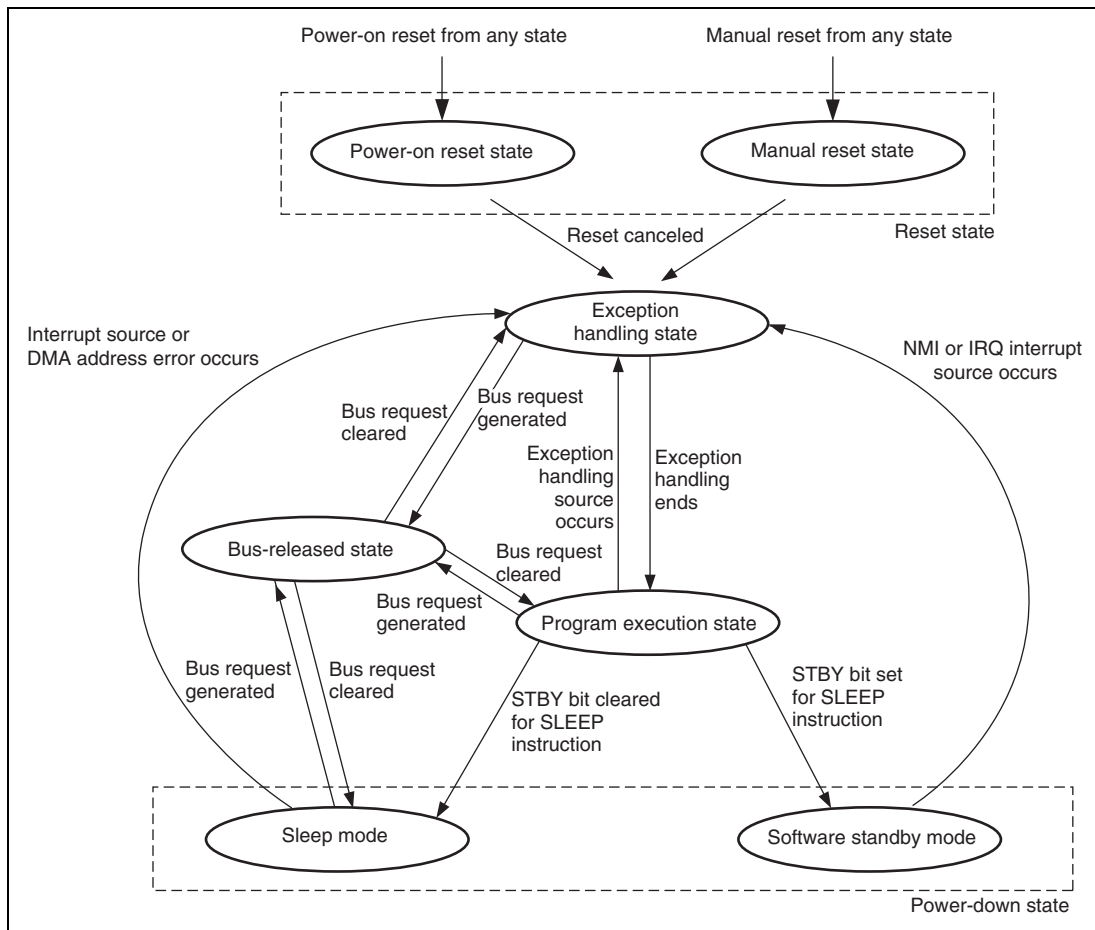 Power-on reset from any state
Manual reset from any state
Power-on reset state
Manual reset state
Reset state
Reset canceled
Exception
handling state
Interrupt source or
DMA address error occurs
NMI or IRQ interrupt
source occurs
Bus request
cleared
Bus request
generated
Exception
handling
source
occurs
Exception
handling
ends
Bus-released state
Bus request
cleared
Bus request
generated
Program execution state
Bus request
generated
Bus request
cleared
STBY bit cleared
for SLEEP
instruction
STBY bit set
for SLEEP
instruction
Sleep mode
Software standby mode
Power-down state